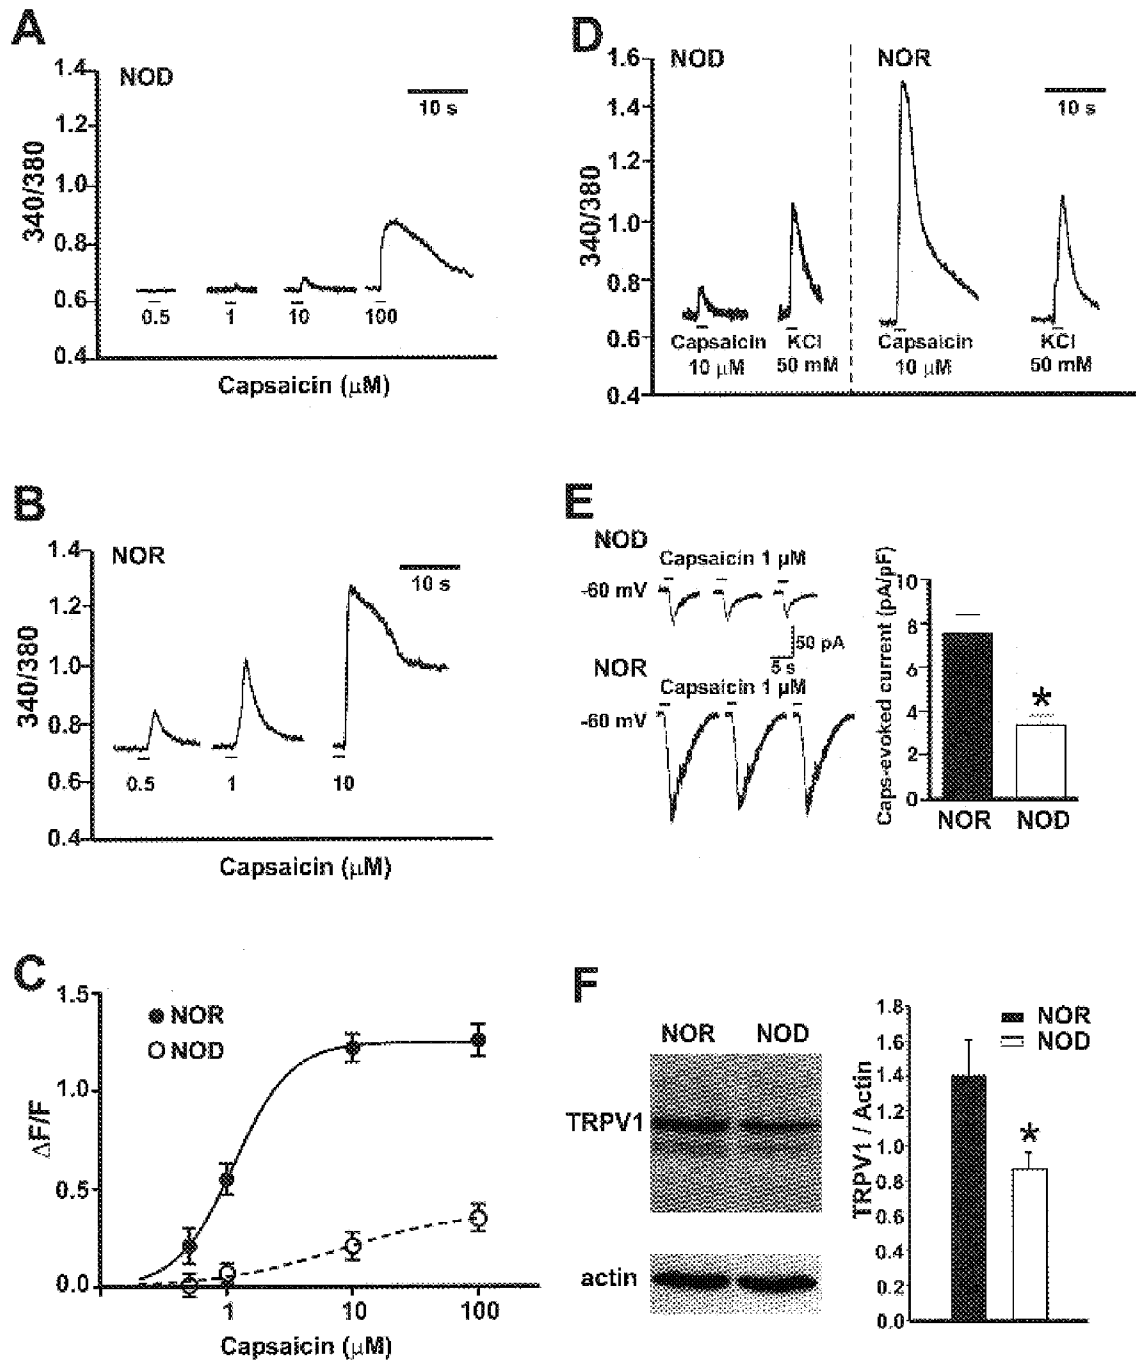 A
NOD
10 s
1.4
1.2
1.0
0.8
0.6
0.4
340/380
0.5 1 10 100
Capsaicin (µM)
B
NOR
10 s
1.4
1.2
1.0
0.8
0.6
0.4
340/380
0.5 1 10
Capsaicin (µM)
C
NOR
NOD
1.5
1.0
0.5
0.0
ΔF/F
1 10 100
Capsaicin (µM)
D
NOD NOR
10 s
1.6
1.4
1.2
1.0
0.8
0.6
0.4
340/380
Capsaicin KCl Capsaicin KCl
10 µM 50 mM 10 µM 50 mM
E
NOD
Capsaicin 1 µM
-60 mV
50 pA
5 s
NOR
Capsaicin 1 µM
-60 mV
Caps-evoked current (pA/pF)
10
8
6
4
2
0
*
NOR NOD
F
NOR NOD
TRPV1
actin
TRPV1 / Actin
1.8
1.6
1.4
1.2
1.0
0.8
0.6
0.4
0.2
0.0
NOR
NOD
*